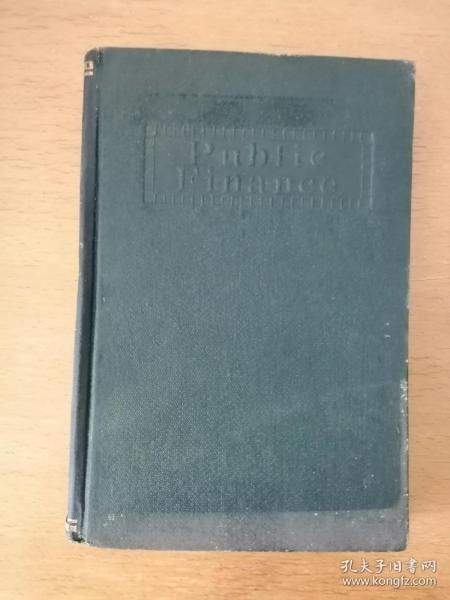 Public
Finance
孔夫子旧书网
www.kongfz.com